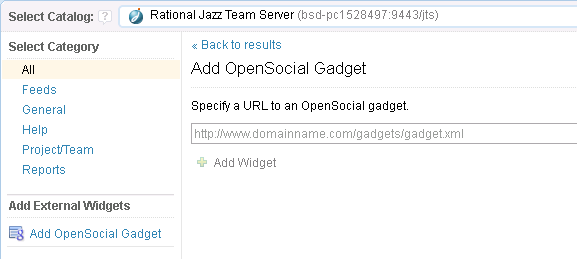 Select Catalog: ? Rational Jazz Team Server (bsd-pc1528497:9443/jts)
Select Category
All
Feeds
General
Help
Project/Team
Reports
Add External Widgets
Add OpenSocial Gadget
« Back to results
Add OpenSocial Gadget
Specify a URL to an OpenSocial gadget.
http://www.domainname.com/gadgets/gadget.xml
Add Widget